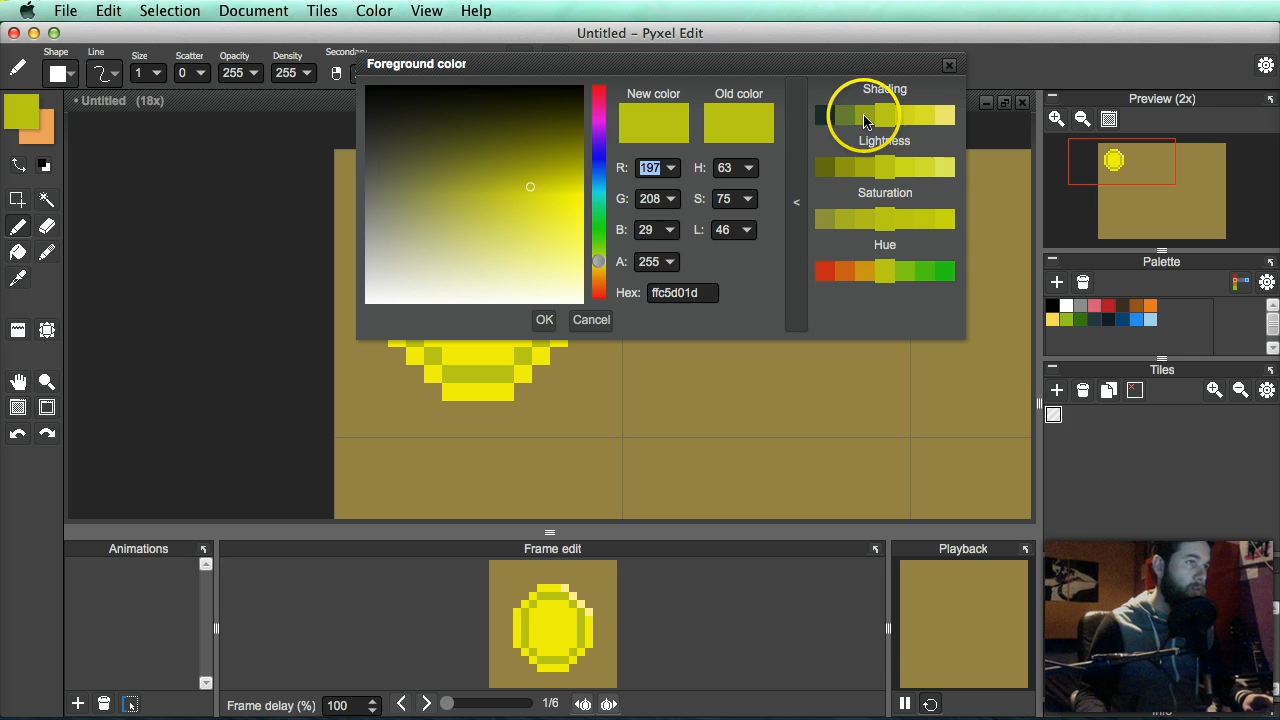 File Edit Selection Document Tiles Color View Help
Untitled – Pyxel Edit
Shape Line Size Scatter Opacity Density
1 0 255 255
• Untitled (18x)
Foreground color
New color Old color
R: 197 H: 63
G: 208 S: 75
B: 29 L: 46
A: 255
Hex: ffc5d01d
OK Cancel
<
Shading
Lightness
Saturation
Hue
Preview (2x)
Palette
Tiles
Animations
Frame edit
Playback
Frame delay (%) 100
1/6